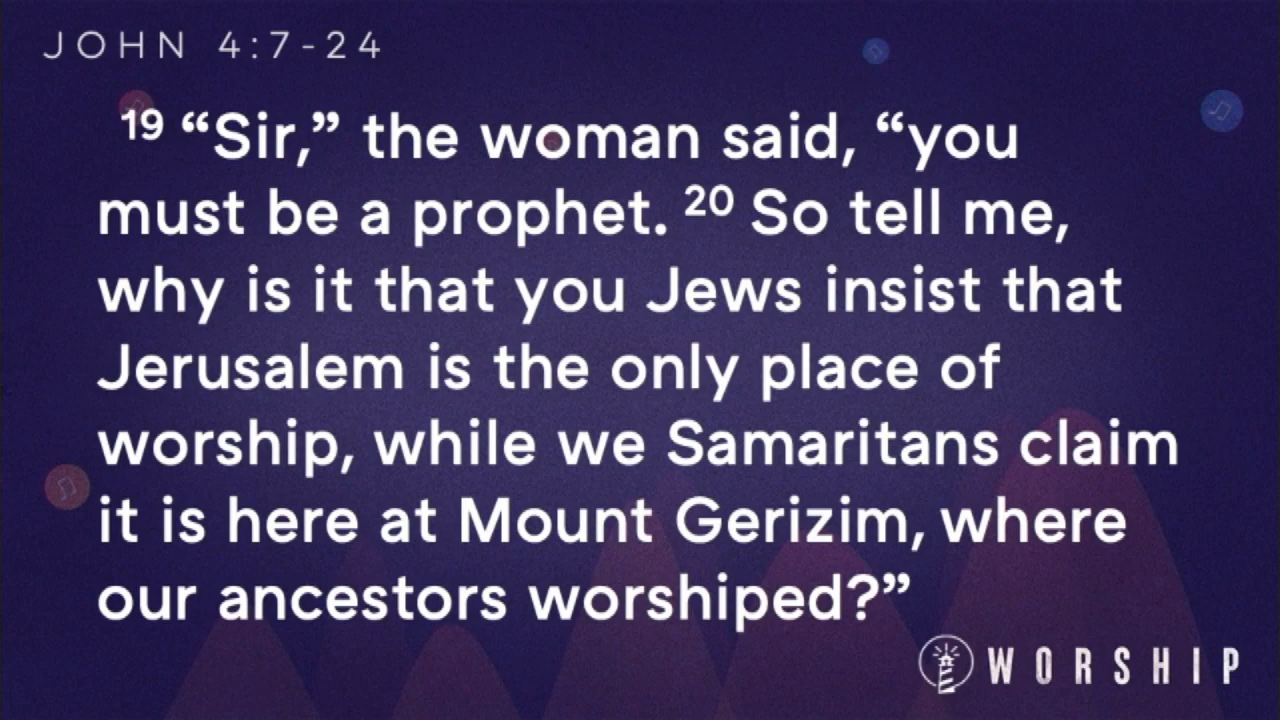 JOHN 4:7-24
19 “Sir,” the woman said, “you
must be a prophet. 20 So tell me,
why is it that you Jews insist that
Jerusalem is the only place of
worship, while we Samaritans claim
it is here at Mount Gerizim, where
our ancestors worshiped?”
WORSHIP